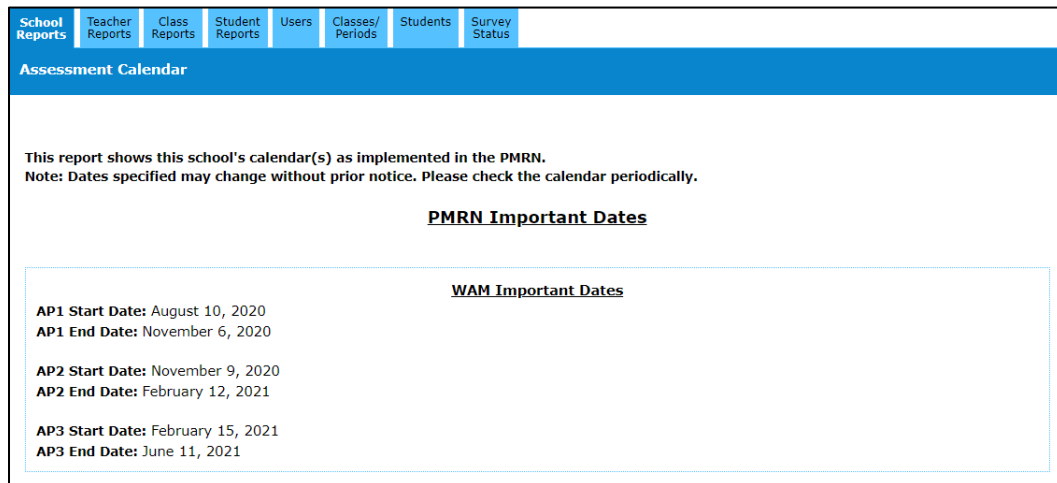 School Reports
Teacher Reports
Class Reports
Student Reports
Users
Classes/ Periods
Students
Survey Status
Assessment Calendar
This report shows this school's calendar(s) as implemented in the PMRN.
Note: Dates specified may change without prior notice. Please check the calendar periodically.
PMRN Important Dates
WAM Important Dates
AP1 Start Date: August 10, 2020
AP1 End Date: November 6, 2020
AP2 Start Date: November 9, 2020
AP2 End Date: February 12, 2021
AP3 Start Date: February 15, 2021
AP3 End Date: June 11, 2021